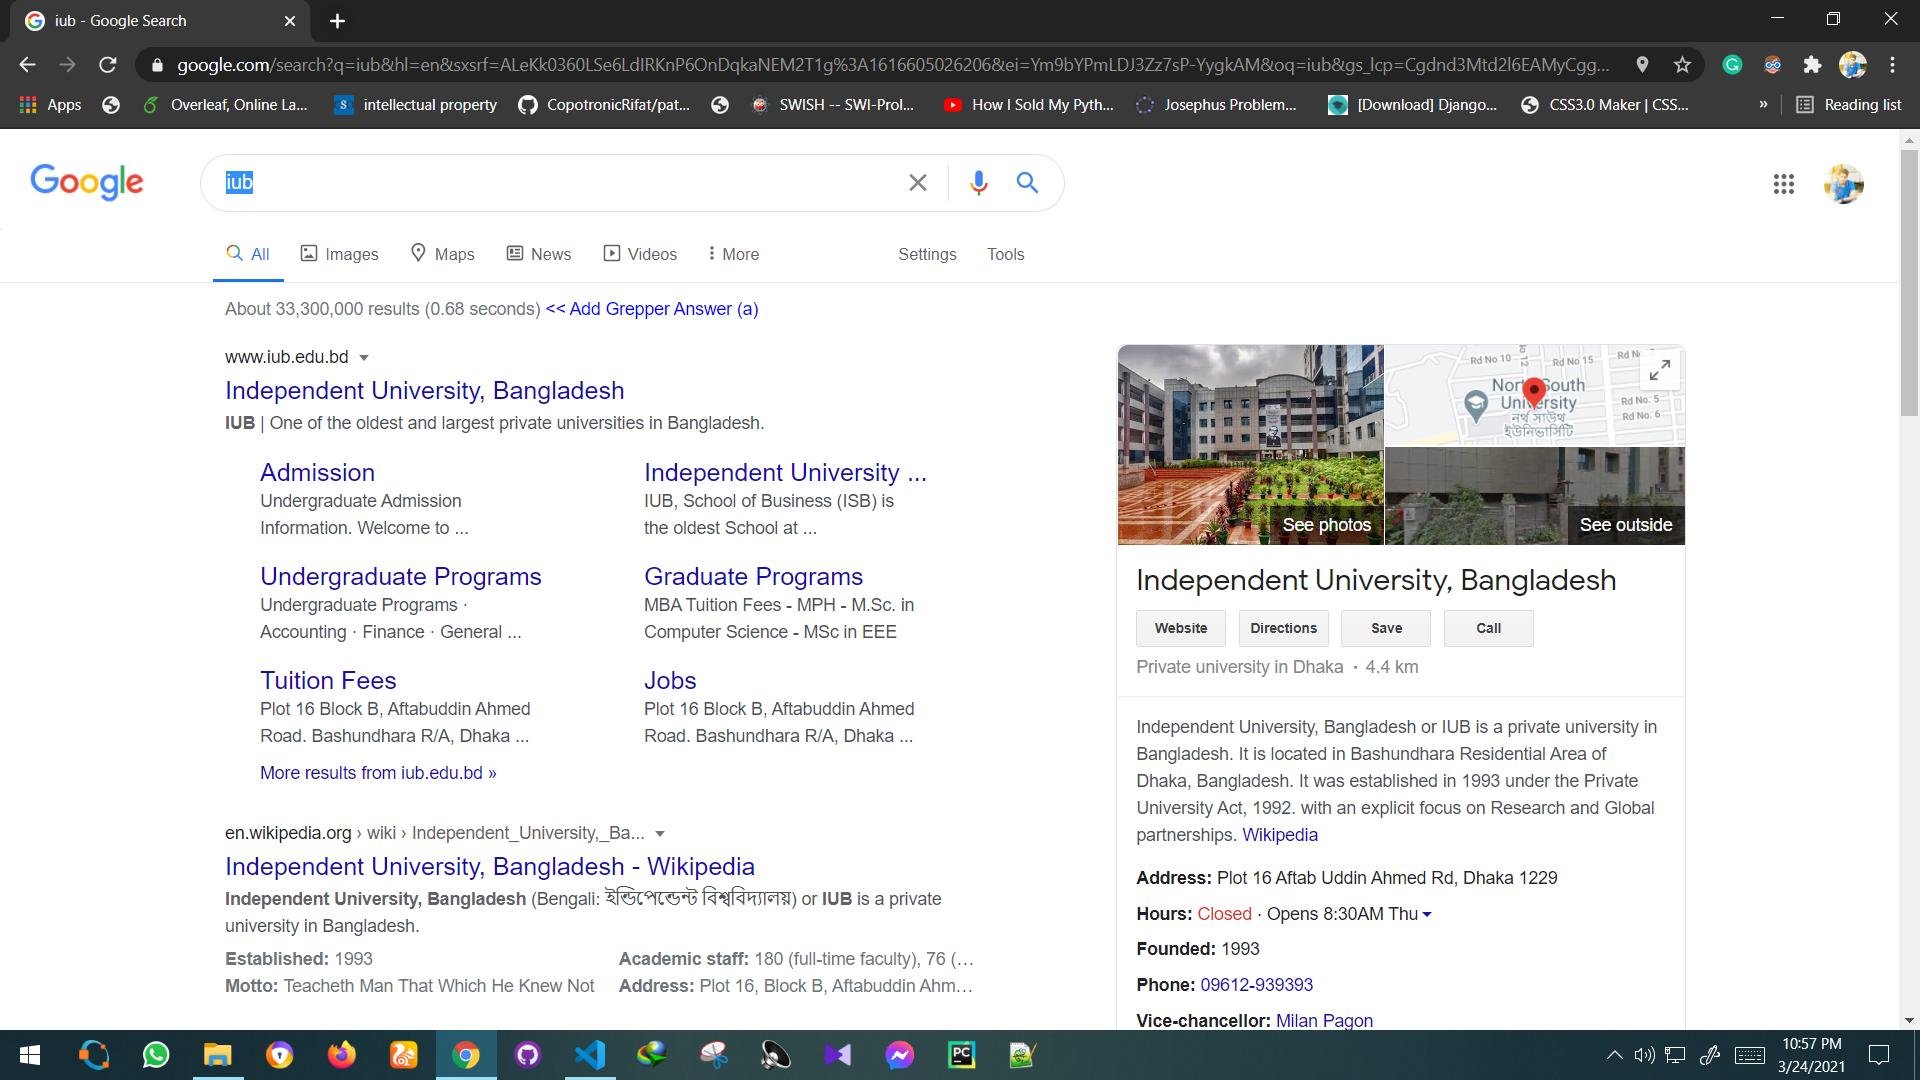 iub - Google Search
google.com/search?q=iub&hl=en&sxsrf=ALeKk0360LSe6LdIRKnP6OnDqkaNEM2T1g%3A1616605026206&ei=Ym9bYPmLDJ3Zz7sP-YygkAM&oq=iub&gs_lcp=Cgdnd3Mtd2l6EAMyCgg...
Apps
Overleaf, Online La...
intellectual property
CopotronicRifat/pat...
SWISH -- SWI-Prol...
How I Sold My Pyth...
Josephus Problem...
[Download] Django...
CSS3.0 Maker | CSS...
»
Reading list
Google
iub
All
Images
Maps
News
Videos
More
Settings
Tools
About 33,300,000 results (0.68 seconds) << Add Grepper Answer (a)
www.iub.edu.bd
Independent University, Bangladesh
IUB | One of the oldest and largest private universities in Bangladesh.
Admission
Undergraduate Admission
Information. Welcome to ...
Independent University ...
IUB, School of Business (ISB) is
the oldest School at ...
Undergraduate Programs
Undergraduate Programs ·
Accounting · Finance · General ...
Graduate Programs
MBA Tuition Fees - MPH - M.Sc. in
Computer Science - MSc in EEE
Tuition Fees
Plot 16 Block B, Aftabuddin Ahmed
Road. Bashundhara R/A, Dhaka ...
Jobs
Plot 16 Block B, Aftabuddin Ahmed
Road. Bashundhara R/A, Dhaka ...
More results from iub.edu.bd »
en.wikipedia.org › wiki › Independent_University,_Ba...
Independent University, Bangladesh - Wikipedia
Independent University, Bangladesh (Bengali: ইন্ডিপেন্ডেন্ট বিশ্ববিদ্যালয়) or IUB is a private
university in Bangladesh.
Established: 1993
Academic staff: 180 (full-time faculty), 76 (…
Motto: Teacheth Man That Which He Knew Not
Address: Plot 16, Block B, Aftabuddin Ahm…
Rd No 10
Rd No 15
North South
University
নর্থ সাউথ
ইউনিভার্সিটি
Rd No. 5
Rd No. 6
See photos
See outside
Independent University, Bangladesh
Website
Directions
Save
Call
Private university in Dhaka · 4.4 km
Independent University, Bangladesh or IUB is a private university in
Bangladesh. It is located in Bashundhara Residential Area of
Dhaka, Bangladesh. It was established in 1993 under the Private
University Act, 1992. with an explicit focus on Research and Global
partnerships. Wikipedia
Address: Plot 16 Aftab Uddin Ahmed Rd, Dhaka 1229
Hours: Closed · Opens 8:30AM Thu
Founded: 1993
Phone: 09612-939393
Vice-chancellor: Milan Pagon
PC
10:57 PM
3/24/2021